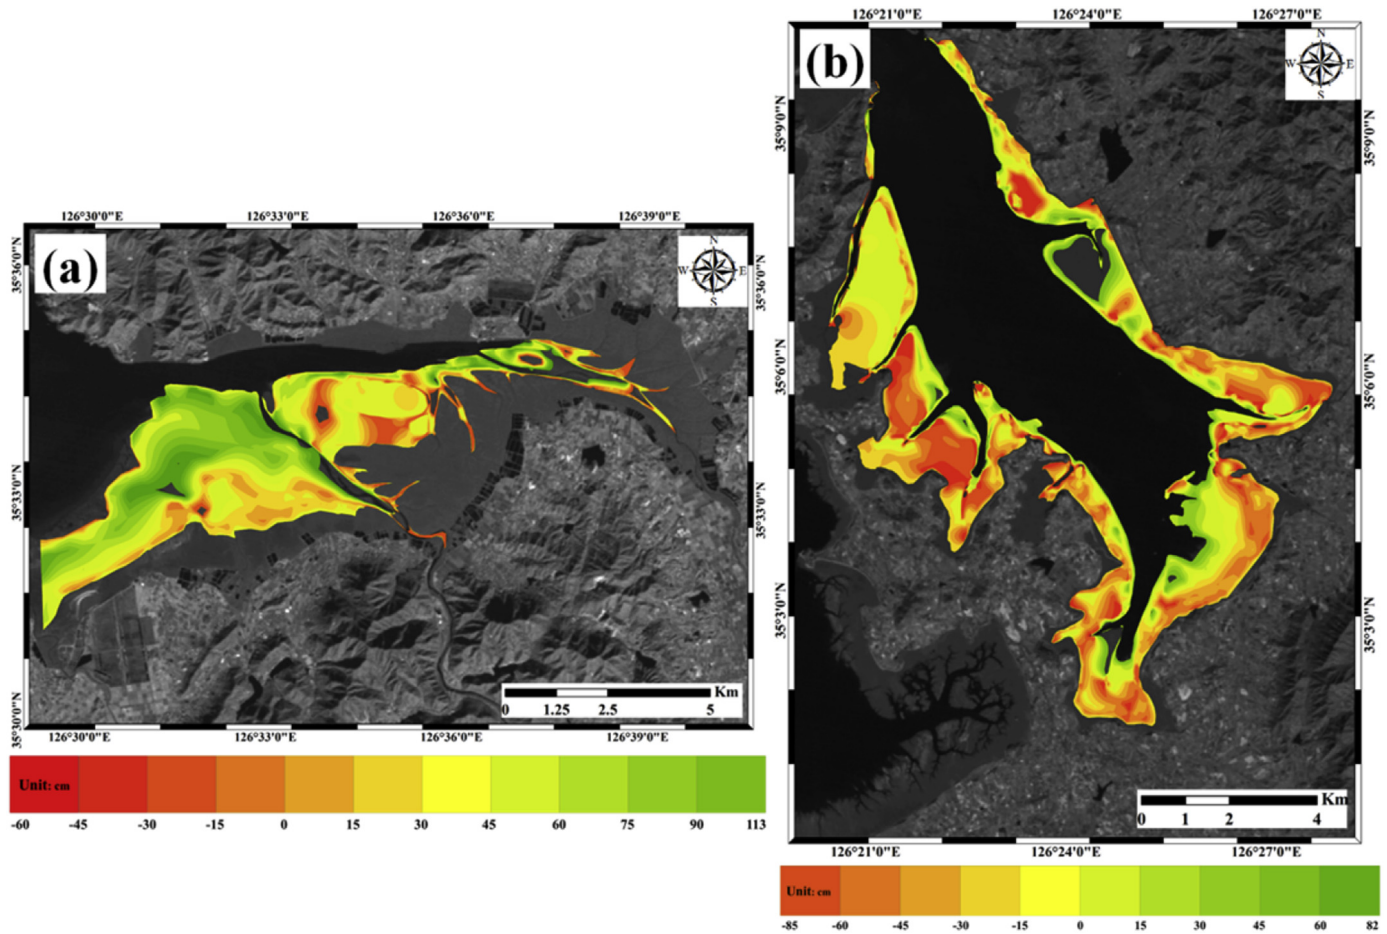 (a)
126°30'0"E 126°33'0"E 126°36'0"E 126°39'0"E
N
W E
S
35°36'0"N 35°36'0"N
35°33'0"N 35°33'0"N
35°30'0"N 35°30'0"N
Km
0 1.25 2.5 5
126°30'0"E 126°33'0"E 126°36'0"E 126°39'0"E
Unit: cm
-60 -45 -30 -15 0 15 30 45 60 75 90 113
126°21'0"E 126°24'0"E 126°27'0"E
(b)
N
W E
S
35°9'0"N 35°9'0"N
35°6'0"N 35°6'0"N
35°3'0"N 35°3'0"N
Km
0 1 2 4
126°21'0"E 126°24'0"E 126°27'0"E
Unit: cm
-85 -60 -45 -30 -15 0 15 30 45 60 82